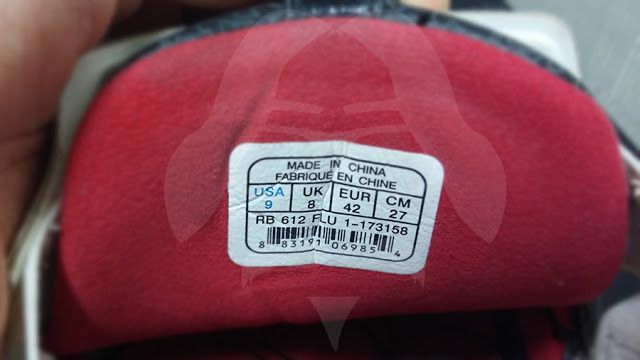 MADE IN CHINA
FABRIQUE EN CHINE
USA UK EUR CM
9 8 42 27
RB 612 FLU 1-173158
8 83191 06985 4